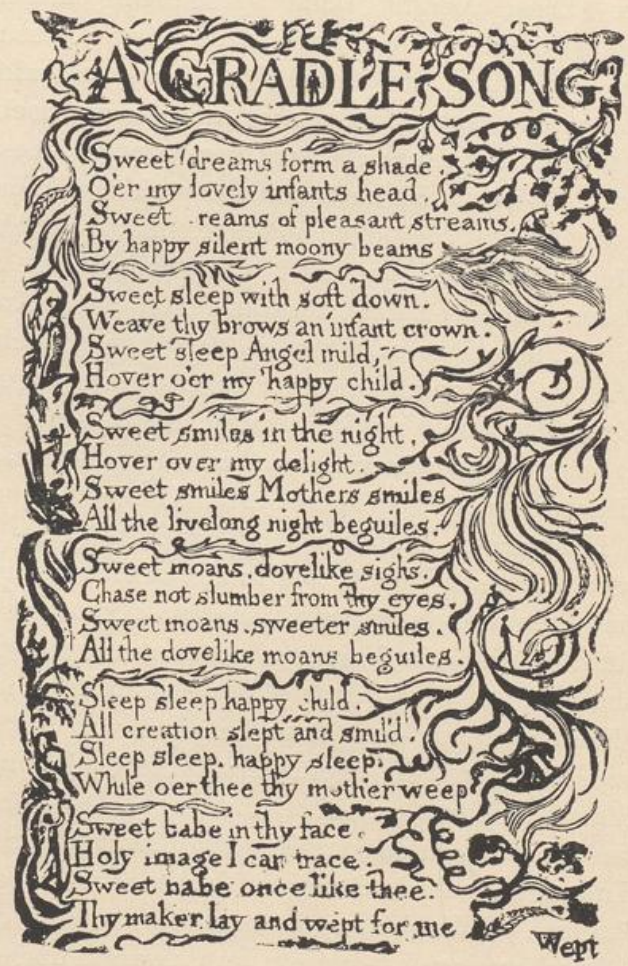 A CRADLE SONG
Sweet dreams form a shade
O'er my lovely infants head.
Sweet reams of pleasant streams.
By happy silent moony beams
Sweet sleep with soft down.
Weave thy brows an infant crown.
Sweet sleep Angel mild,
Hover o'er my happy child.
Sweet smiles in the night,
Hover over my delight.
Sweet smiles Mothers smiles
All the livelong night beguiles.
Sweet moans, dovelike sighs,
Chase not slumber from thy eyes.
Sweet moans, sweeter smiles.
All the dovelike moans beguiles.
Sleep sleep happy child.
All creation slept and smil'd.
Sleep sleep, happy sleep,
While o'er thee thy mother weep
Sweet babe in thy face.
Holy image I can trace.
Sweet babe once like thee.
Thy maker lay and wept for me
Wept